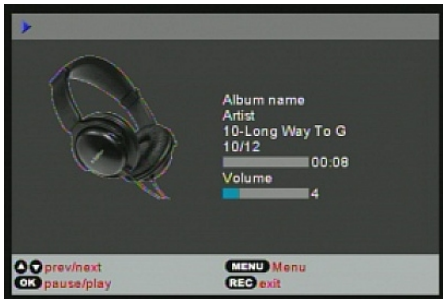 Album name
Artist
10-Long Way To G
10/12
00:08
Volume
4
prev/next
MENU Menu
OK pause/play
REC exit